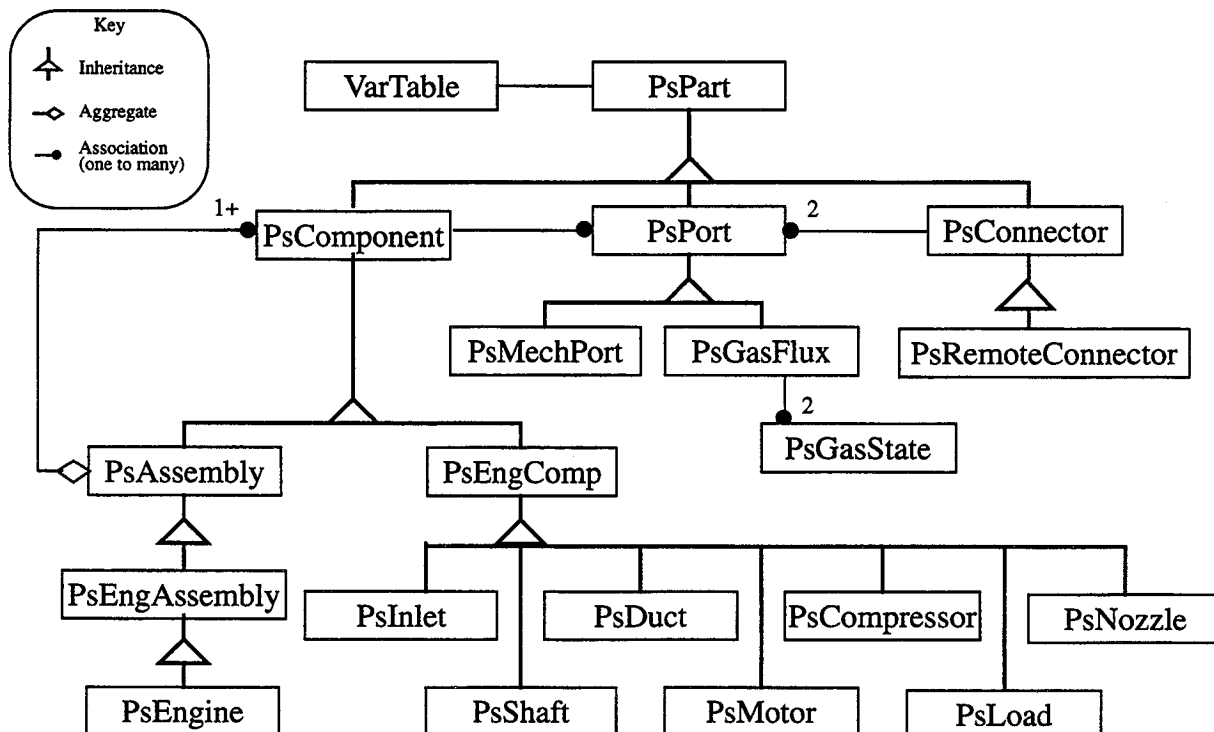 Key
Inheritance
Aggregate
Association
(one to many)
VarTable
PsPart
1+
PsComponent
PsPort
2
PsConnector
PsMechPort
PsGasFlux
PsRemoteConnector
2
PsGasState
PsAssembly
PsEngComp
PsEngAssembly
PsInlet
PsDuct
PsCompressor
PsNozzle
PsEngine
PsShaft
PsMotor
PsLoad